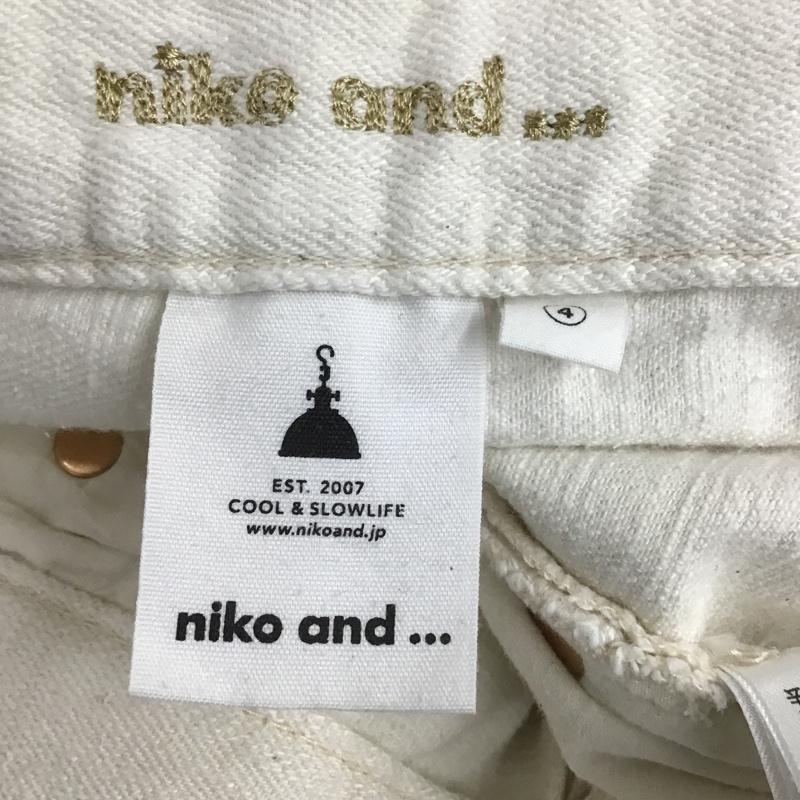 niko and ...
4
EST. 2007
COOL & SLOWLIFE
www.nikoand.jp
niko and ...